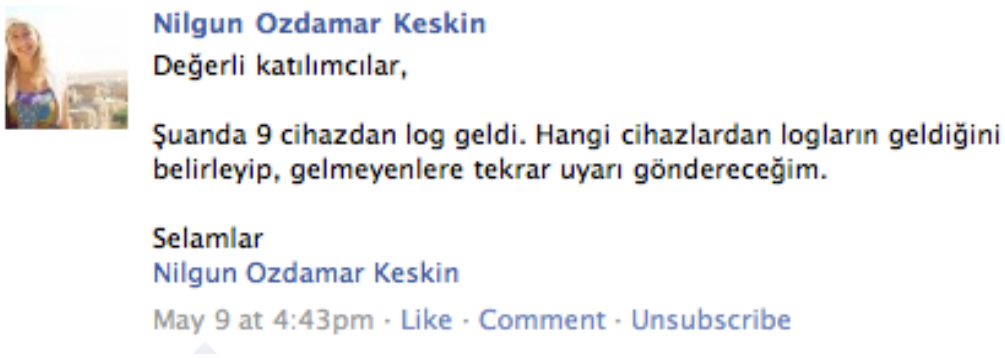 Nilgun Ozdamar Keskin
Değerli katılımcılar,
Şuanda 9 cihazdan log geldi. Hangi cihazlardan logların geldiğini
belirleyip, gelmeyenlere tekrar uyarı göndereceğim.
Selamlar
Nilgun Ozdamar Keskin
May 9 at 4:43pm · Like · Comment · Unsubscribe